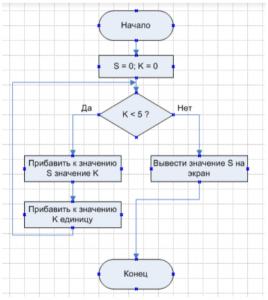 Начало
S = 0; K = 0
K < 5 ?
Да
Нет
Прибавить к значению
S значение K
Вывести значение S на
экран
Прибавить к значению
K единицу
Конец